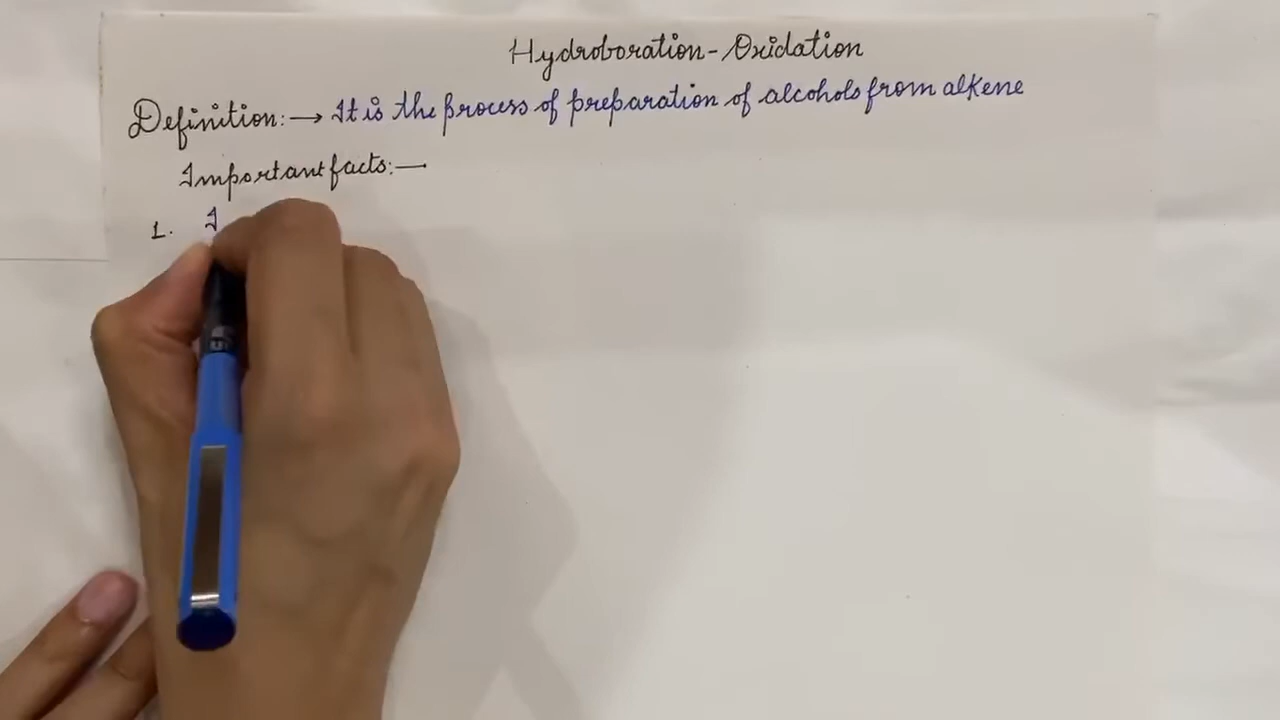 Hydroboration-Oxidation
Definition:→ It is the process of preparation of alcohols from alkene
Important facts:—
1. I